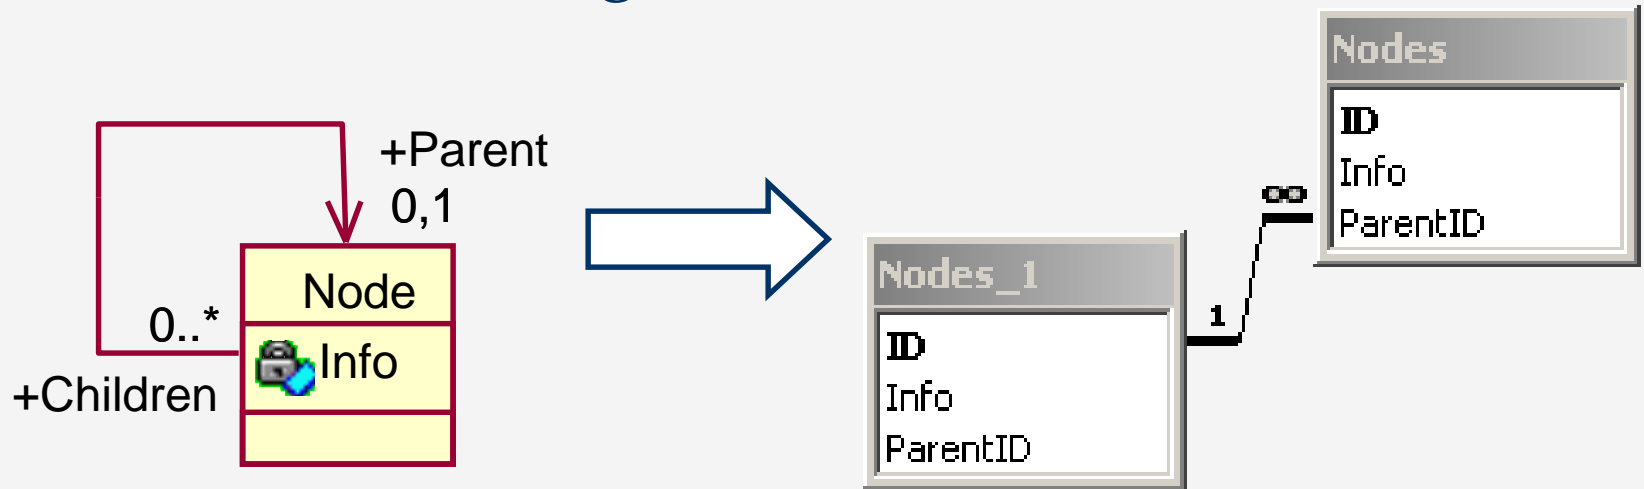 +Parent
0,1
Node
0..*
Info
+Children
Nodes_1
ID
Info
ParentID
1
∞
Nodes
ID
Info
ParentID